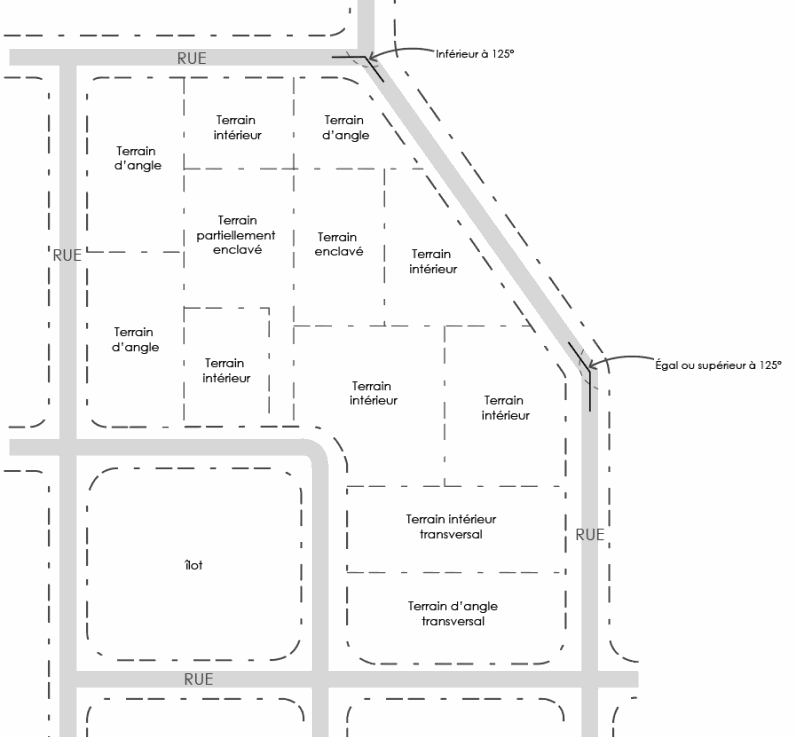 Inférieur à 125°
RUE
Terrain
intérieur
Terrain
d'angle
Terrain
d'angle
Terrain
partiellement
enclavé
Terrain
enclavé
Terrain
intérieur
RUE
Terrain
d'angle
Terrain
intérieur
Terrain
intérieur
Terrain
intérieur
Égal ou supérieur à 125°
Terrain intérieur
transversal
RUE
îlot
Terrain d'angle
transversal
RUE